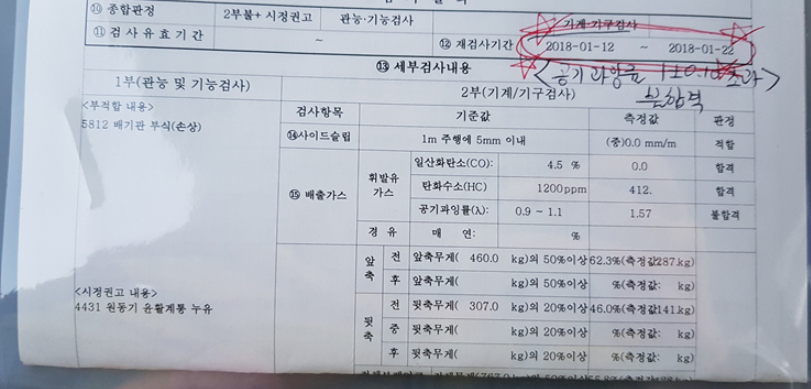 ⑩ 종합판정 2부불+ 시정권고 관능·기능검사 기계·기구검사
⑪ 검 사 유 효 기 간 ~ ⑫ 재검사기간 2018-01-12 ~ 2018-01-22
⑬ 세부검사내용
<공기과잉률 1±0.1 초과>
불합격
1부(관능 및 기능검사) 2부(기계/기구검사)
<부적합 내용>
5812 배기관 부식(손상)
검사항목 기준값 측정값 판정
⑭사이드슬립 1m 주행에 5mm 이내 (중)0.0 mm/m 적합
⑮ 배출가스 휘발유 가스 일산화탄소(CO): 4.5 % 0.0 합격
탄화수소(HC) 1200ppm 412. 합격
공기과잉률(λ): 0.9 ~ 1.1 1.57 불합격
경 유 매 연: %
앞축 전 앞축무게( 460.0 kg)의 50%이상 62.3%(측정값287.kg)
후 앞축무게( kg)의 50%이상 %(측정값: kg)
<시정권고 내용>
4431 원동기 윤활계통 누유
뒷축 전 뒷축무게( 307.0 kg)의 20%이상 46.0%(측정값141.kg)
중 뒷축무게( kg)의 20%이상 %(측정값: kg)
후 뒷축무게( kg)의 20%이상 %(측정값: kg)